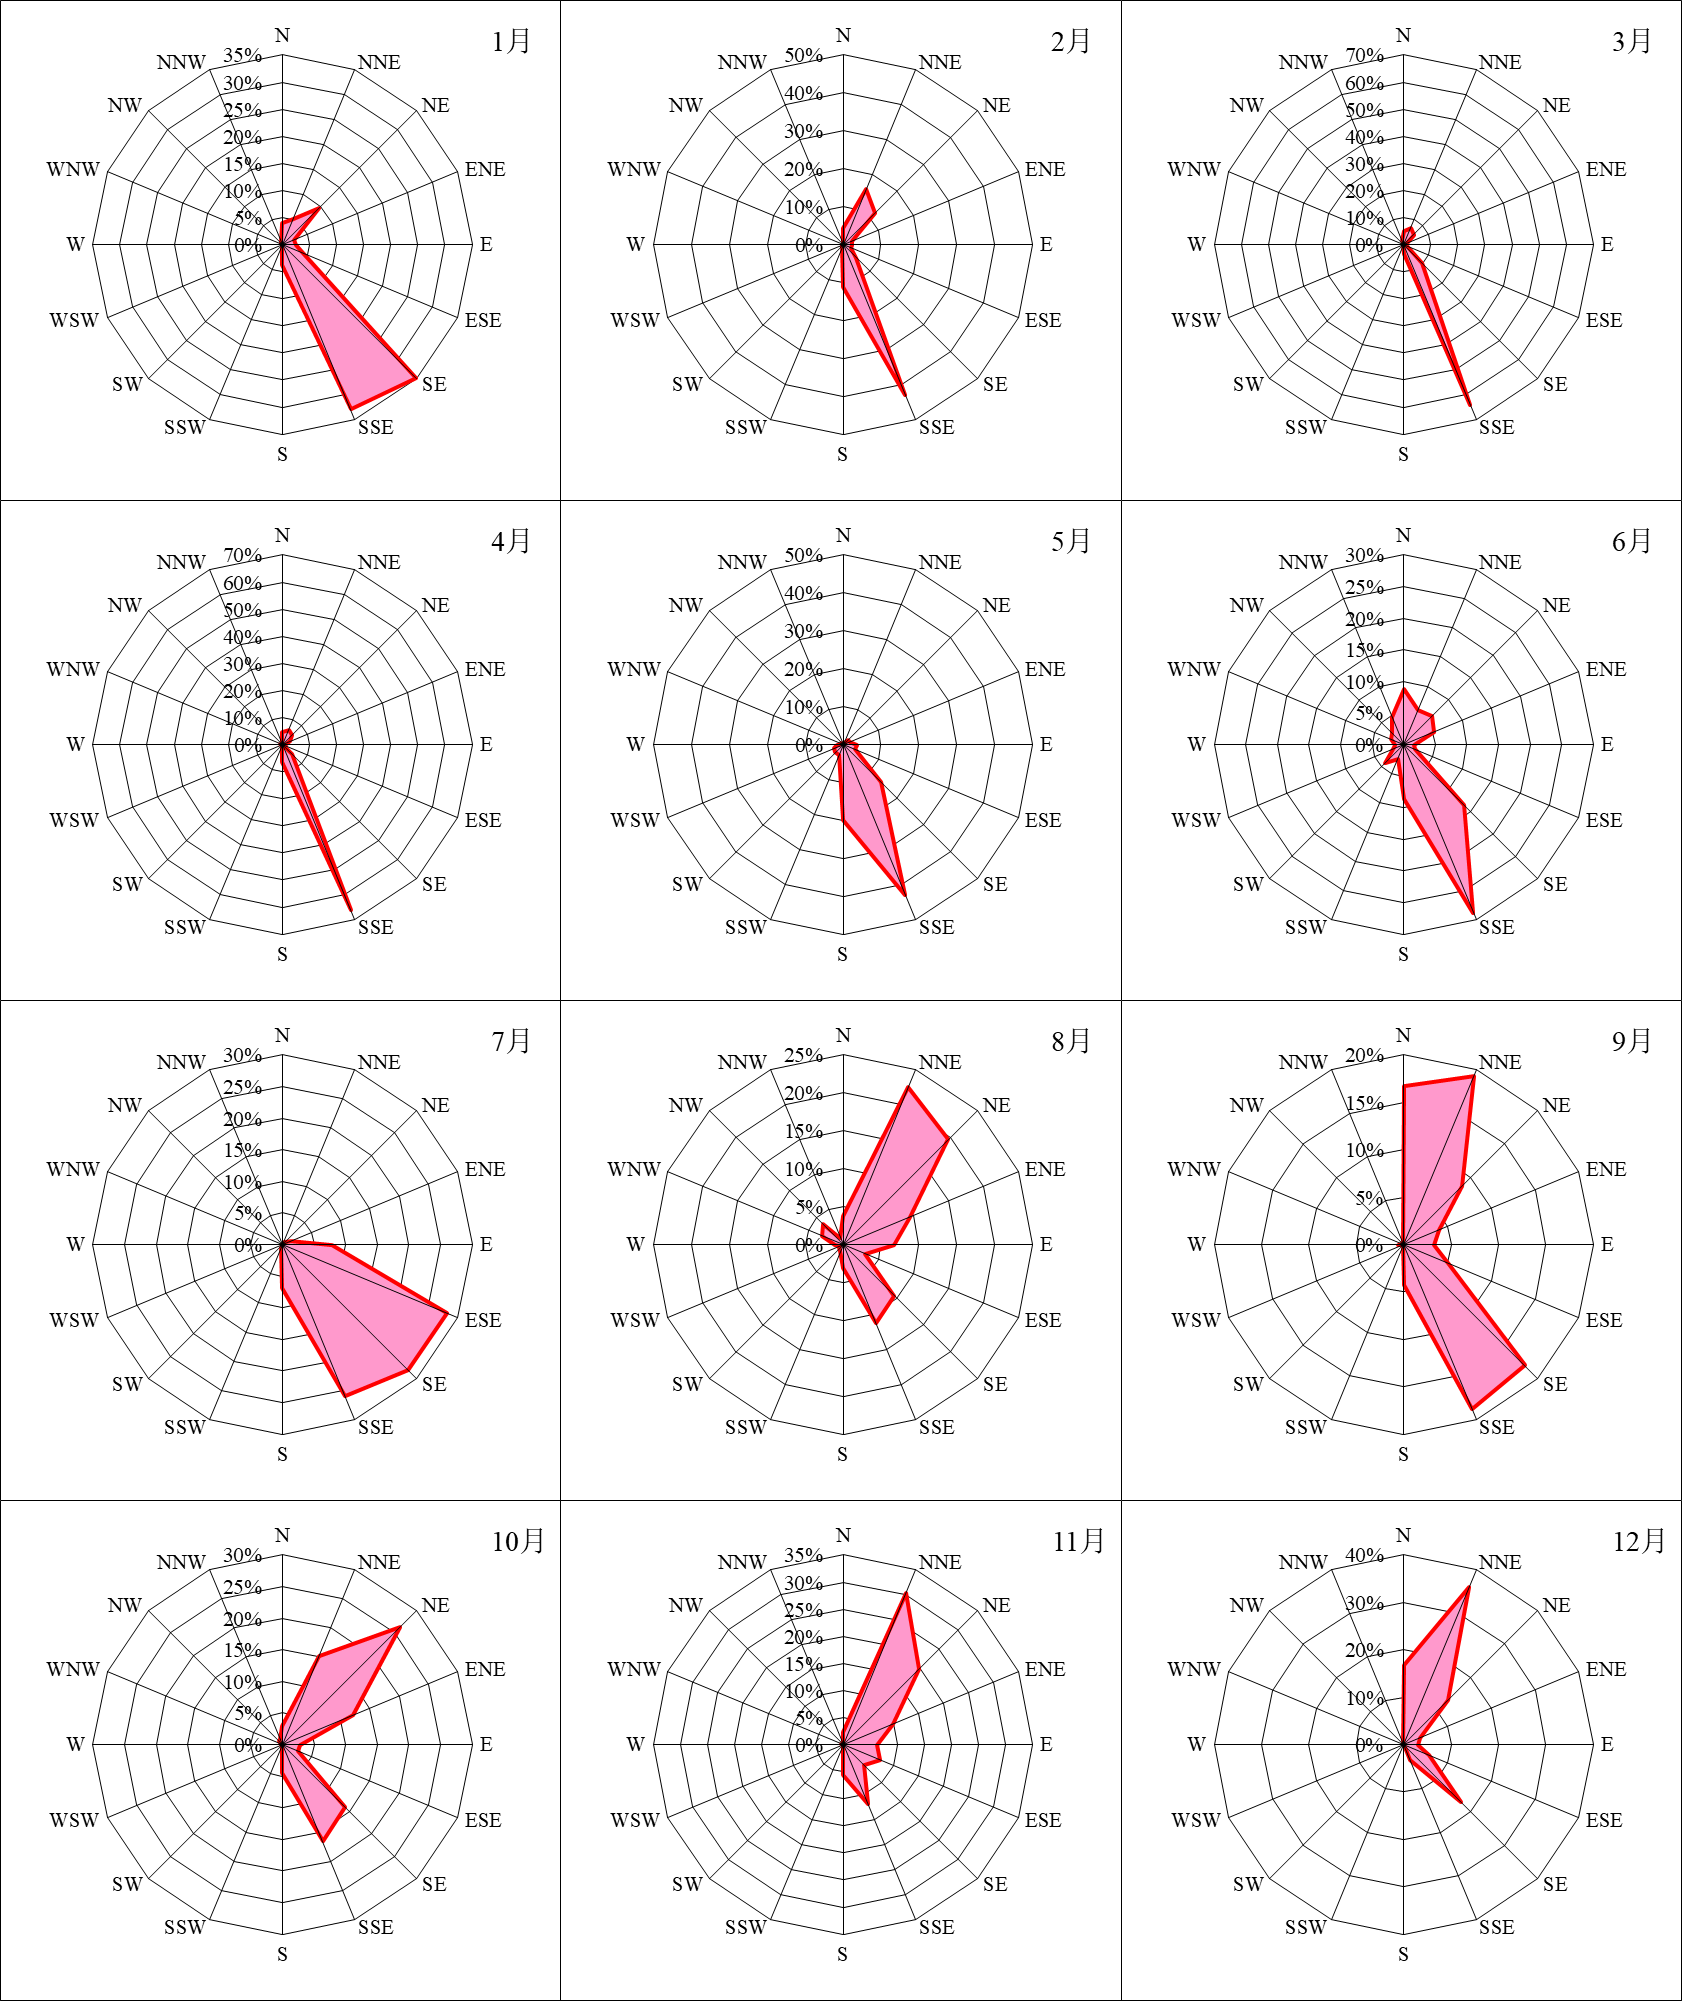 1月
N
NNE
NE
ENE
E
ESE
SE
SSE
S
SSW
SW
WSW
W
WNW
NW
NNW
35%
30%
25%
20%
15%
10%
5%
0%
2月
N
NNE
NE
ENE
E
ESE
SE
SSE
S
SSW
SW
WSW
W
WNW
NW
NNW
50%
40%
30%
20%
10%
0%
3月
N
NNE
NE
ENE
E
ESE
SE
SSE
S
SSW
SW
WSW
W
WNW
NW
NNW
70%
60%
50%
40%
30%
20%
10%
0%
4月
N
NNE
NE
ENE
E
ESE
SE
SSE
S
SSW
SW
WSW
W
WNW
NW
NNW
70%
60%
50%
40%
30%
20%
10%
0%
5月
N
NNE
NE
ENE
E
ESE
SE
SSE
S
SSW
SW
WSW
W
WNW
NW
NNW
50%
40%
30%
20%
10%
0%
6月
N
NNE
NE
ENE
E
ESE
SE
SSE
S
SSW
SW
WSW
W
WNW
NW
NNW
30%
25%
20%
15%
10%
5%
0%
7月
N
NNE
NE
ENE
E
ESE
SE
SSE
S
SSW
SW
WSW
W
WNW
NW
NNW
30%
25%
20%
15%
10%
5%
0%
8月
N
NNE
NE
ENE
E
ESE
SE
SSE
S
SSW
SW
WSW
W
WNW
NW
NNW
25%
20%
15%
10%
5%
0%
9月
N
NNE
NE
ENE
E
ESE
SE
SSE
S
SSW
SW
WSW
W
WNW
NW
NNW
20%
15%
10%
5%
0%
10月
N
NNE
NE
ENE
E
ESE
SE
SSE
S
SSW
SW
WSW
W
WNW
NW
NNW
30%
25%
20%
15%
10%
5%
0%
11月
N
NNE
NE
ENE
E
ESE
SE
SSE
S
SSW
SW
WSW
W
WNW
NW
NNW
35%
30%
25%
20%
15%
10%
5%
0%
12月
N
NNE
NE
ENE
E
ESE
SE
SSE
S
SSW
SW
WSW
W
WNW
NW
NNW
40%
30%
20%
10%
0%